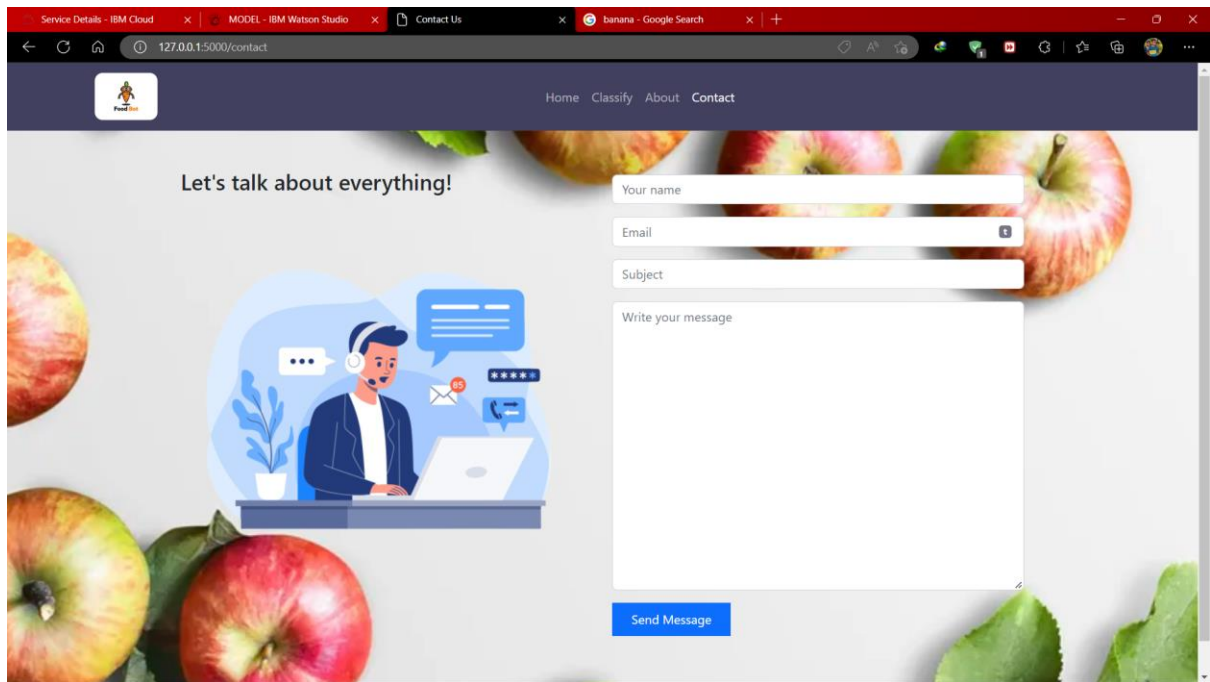 Service Details - IBM Cloud
MODEL - IBM Watson Studio
Contact Us
banana - Google Search
127.0.0.1:5000/contact
1
Food Bot
Home Classify About Contact
Let's talk about everything!
Your name
Email
t
Subject
Write your message
85
*****
Send Message